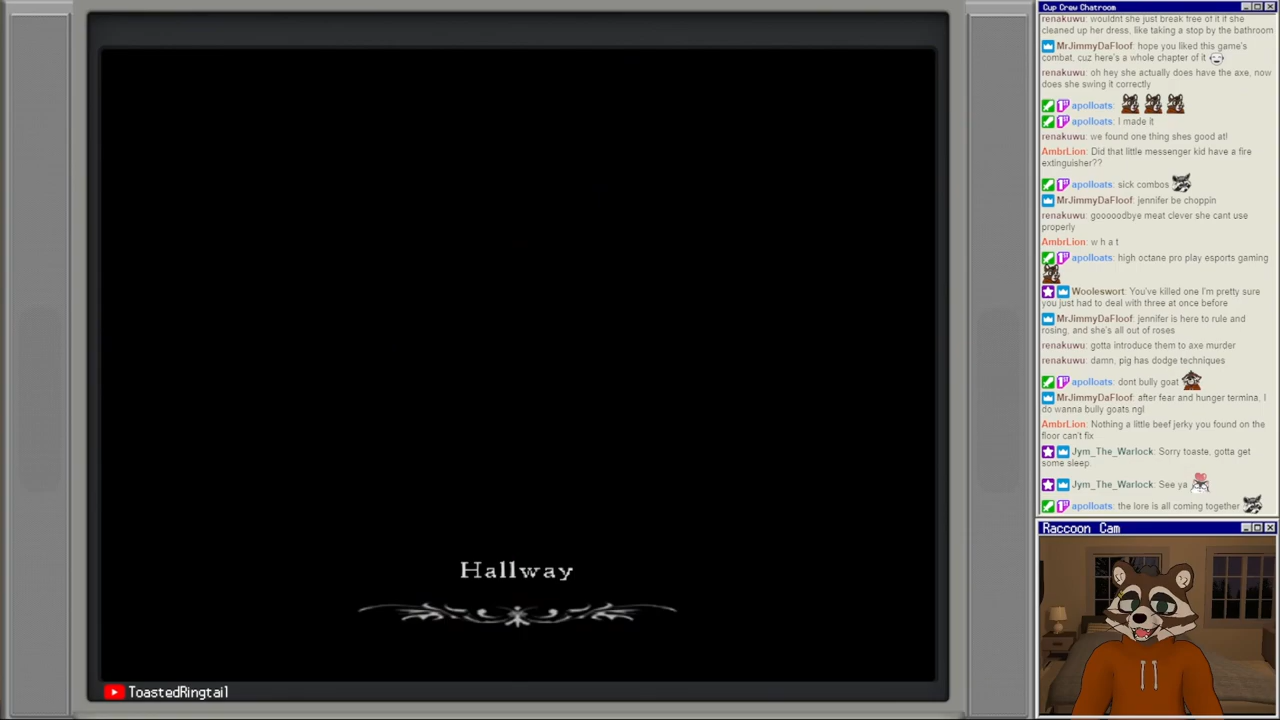 Cup Crew Chatroom
renakuwu: wouldnt she just break free of it if she
cleaned up her dress, like taking a stop by the bathroom
MrJimmyDaFloof: hope you liked this game's
combat, cuz here's a whole chapter of it
renakuwu: oh hey she actually does have the axe, now
does she swing it correctly
apolloats:
apolloats: I made it
renakuwu: we found one thing shes good at!
AmbrLion: Did that little messenger kid have a fire
extinguisher??
apolloats: sick combos
MrJimmyDaFloof: jennifer be choppin
renakuwu: gooooodbye meat clever she cant use
properly
AmbrLion: w h a t
apolloats: high octane pro play esports gaming
Wooleswort: You've killed one I'm pretty sure
you just had to deal with three at once before
MrJimmyDaFloof: jennifer is here to rule and
rosing, and she's all out of roses
renakuwu: gotta introduce them to axe murder
renakuwu: damn, pig has dodge techniques
apolloats: dont bully goat
MrJimmyDaFloof: after fear and hunger termina, I
do wanna bully goats ngl
AmbrLion: Nothing a little beef jerky you found on the
floor can't fix
Jym_The_Warlock: Sorry toaste, gotta get
some sleep
Jym_The_Warlock: See ya
apolloats: the lore is all coming together
Raccoon Cam
Hallway
ToastedRingtail